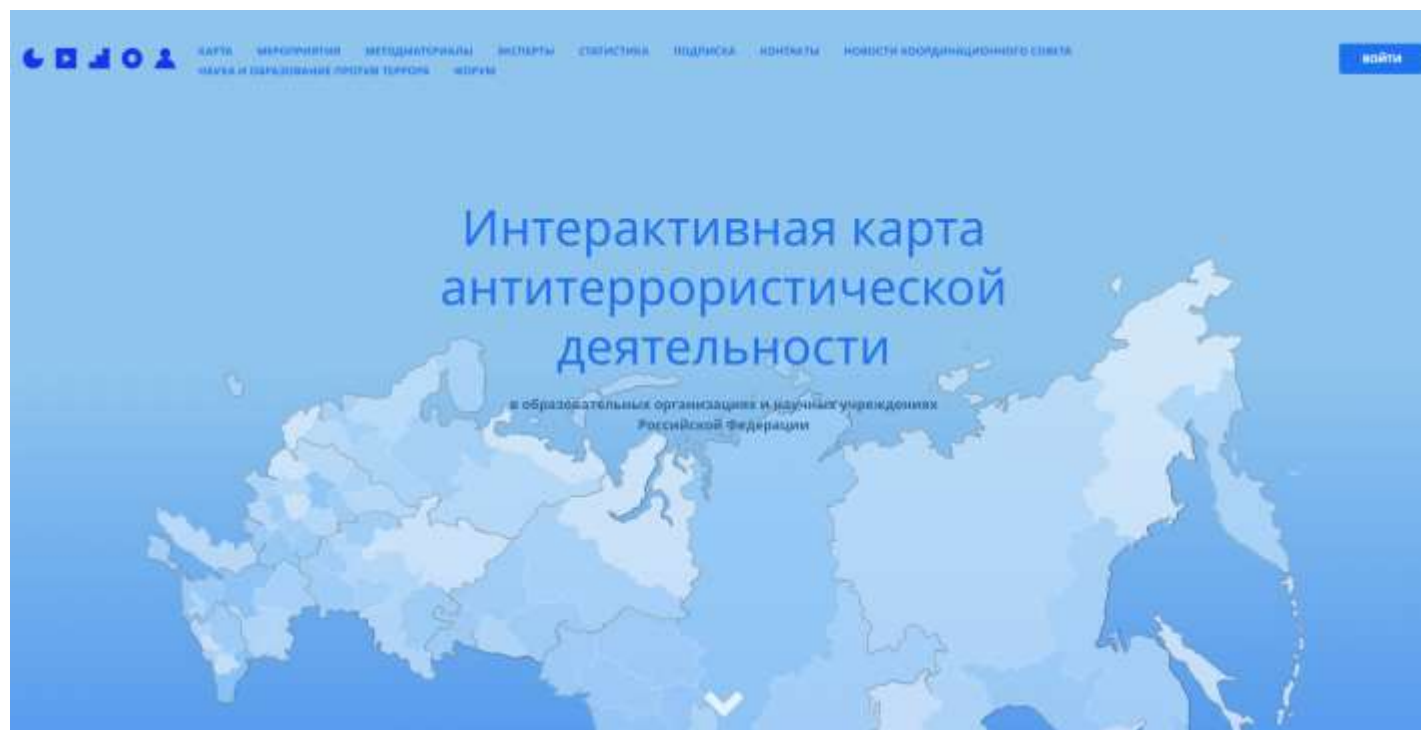 КАРТА МЕРОПРИЯТИЯ МЕТОДМАТЕРИАЛЫ ЭКСПЕРТЫ СТАТИСТИКА ПОДПИСКА КОНТАКТЫ НОВОСТИ КООРДИНАЦИОННОГО СОВЕТА
НАУКА И ОБРАЗОВАНИЕ ПРОТИВ ТЕРРОРА ФОРУМ
ВОЙТИ
Интерактивная карта
антитеррористической
деятельности
в образовательных организациях и научных учреждениях
Российской Федерации